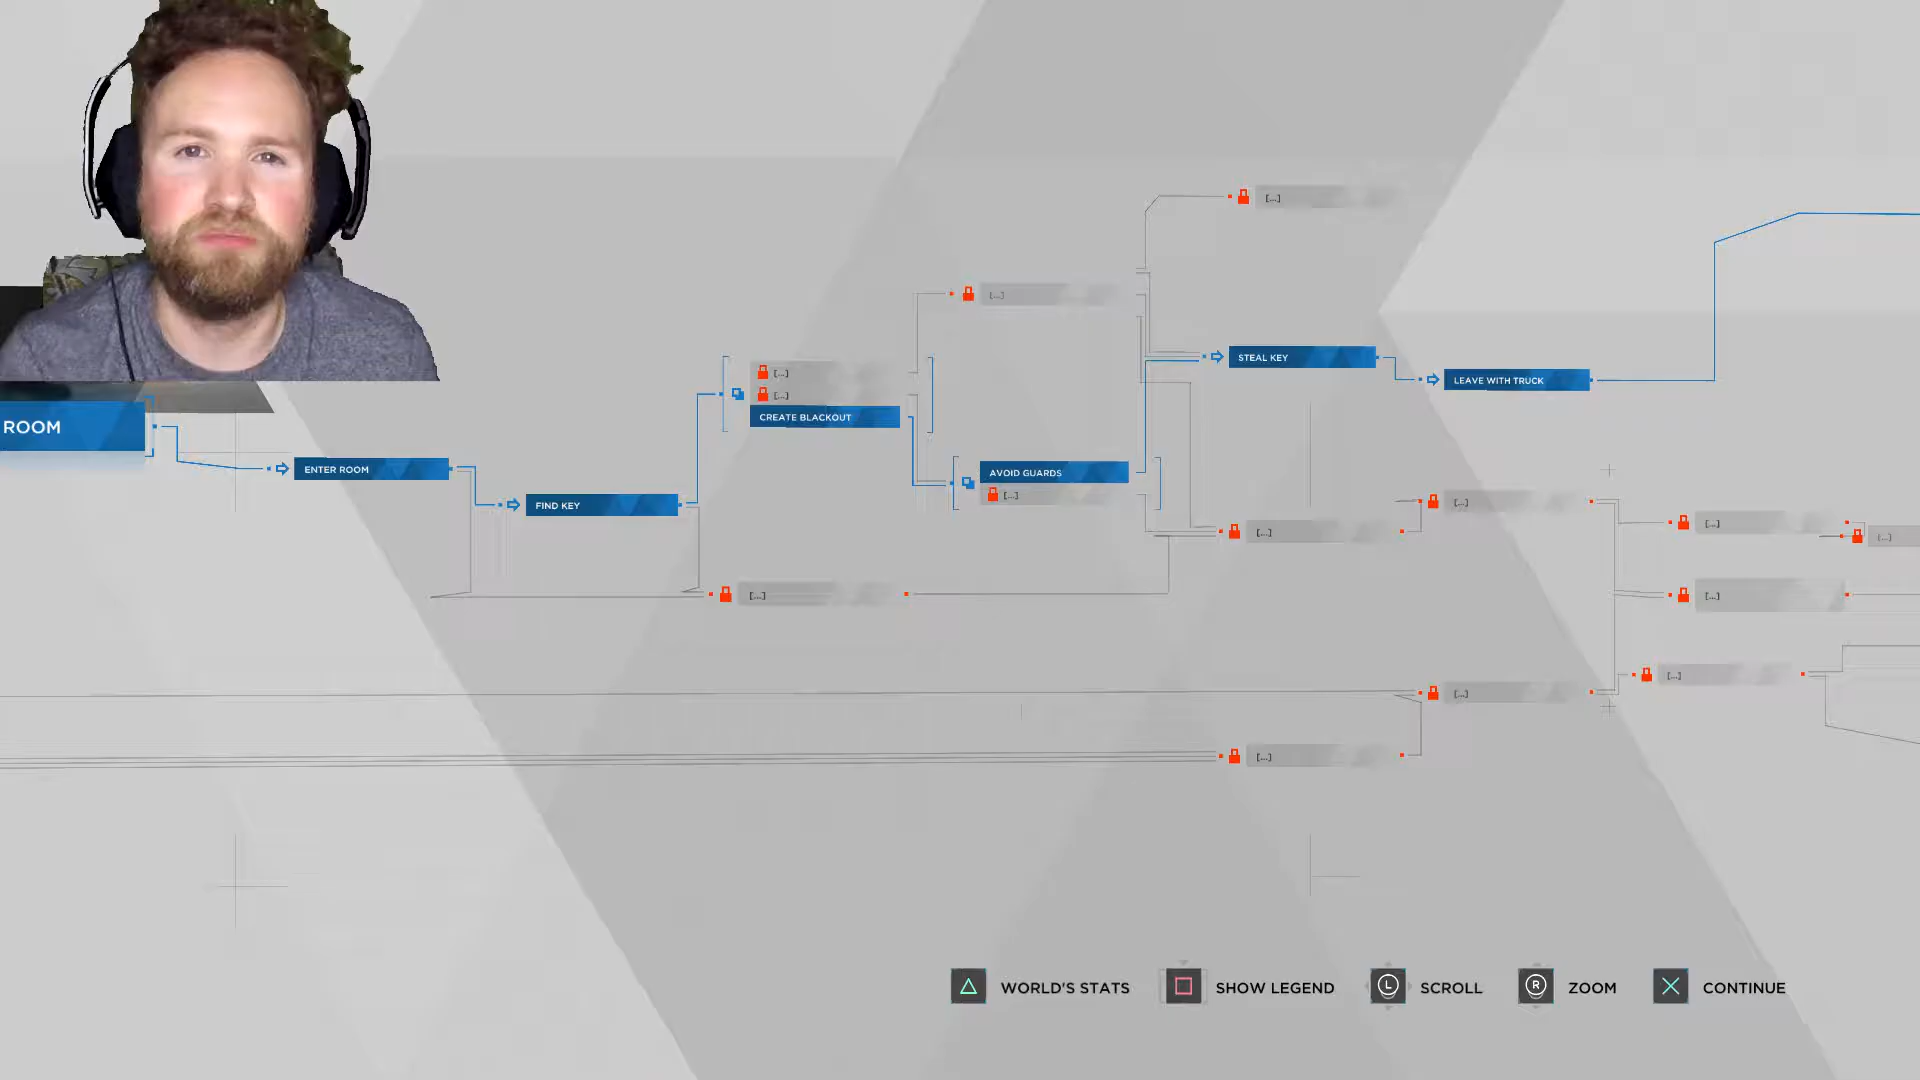 [...]
[...]
STEAL KEY
[...]
LEAVE WITH TRUCK
[...]
CREATE BLACKOUT
ROOM
ENTER ROOM
AVOID GUARDS
[...]
FIND KEY
[...]
[...]
[...]
[...]
[...]
[...]
[...]
[...]
[...]
L
R
WORLD'S STATS
SHOW LEGEND
SCROLL
ZOOM
CONTINUE